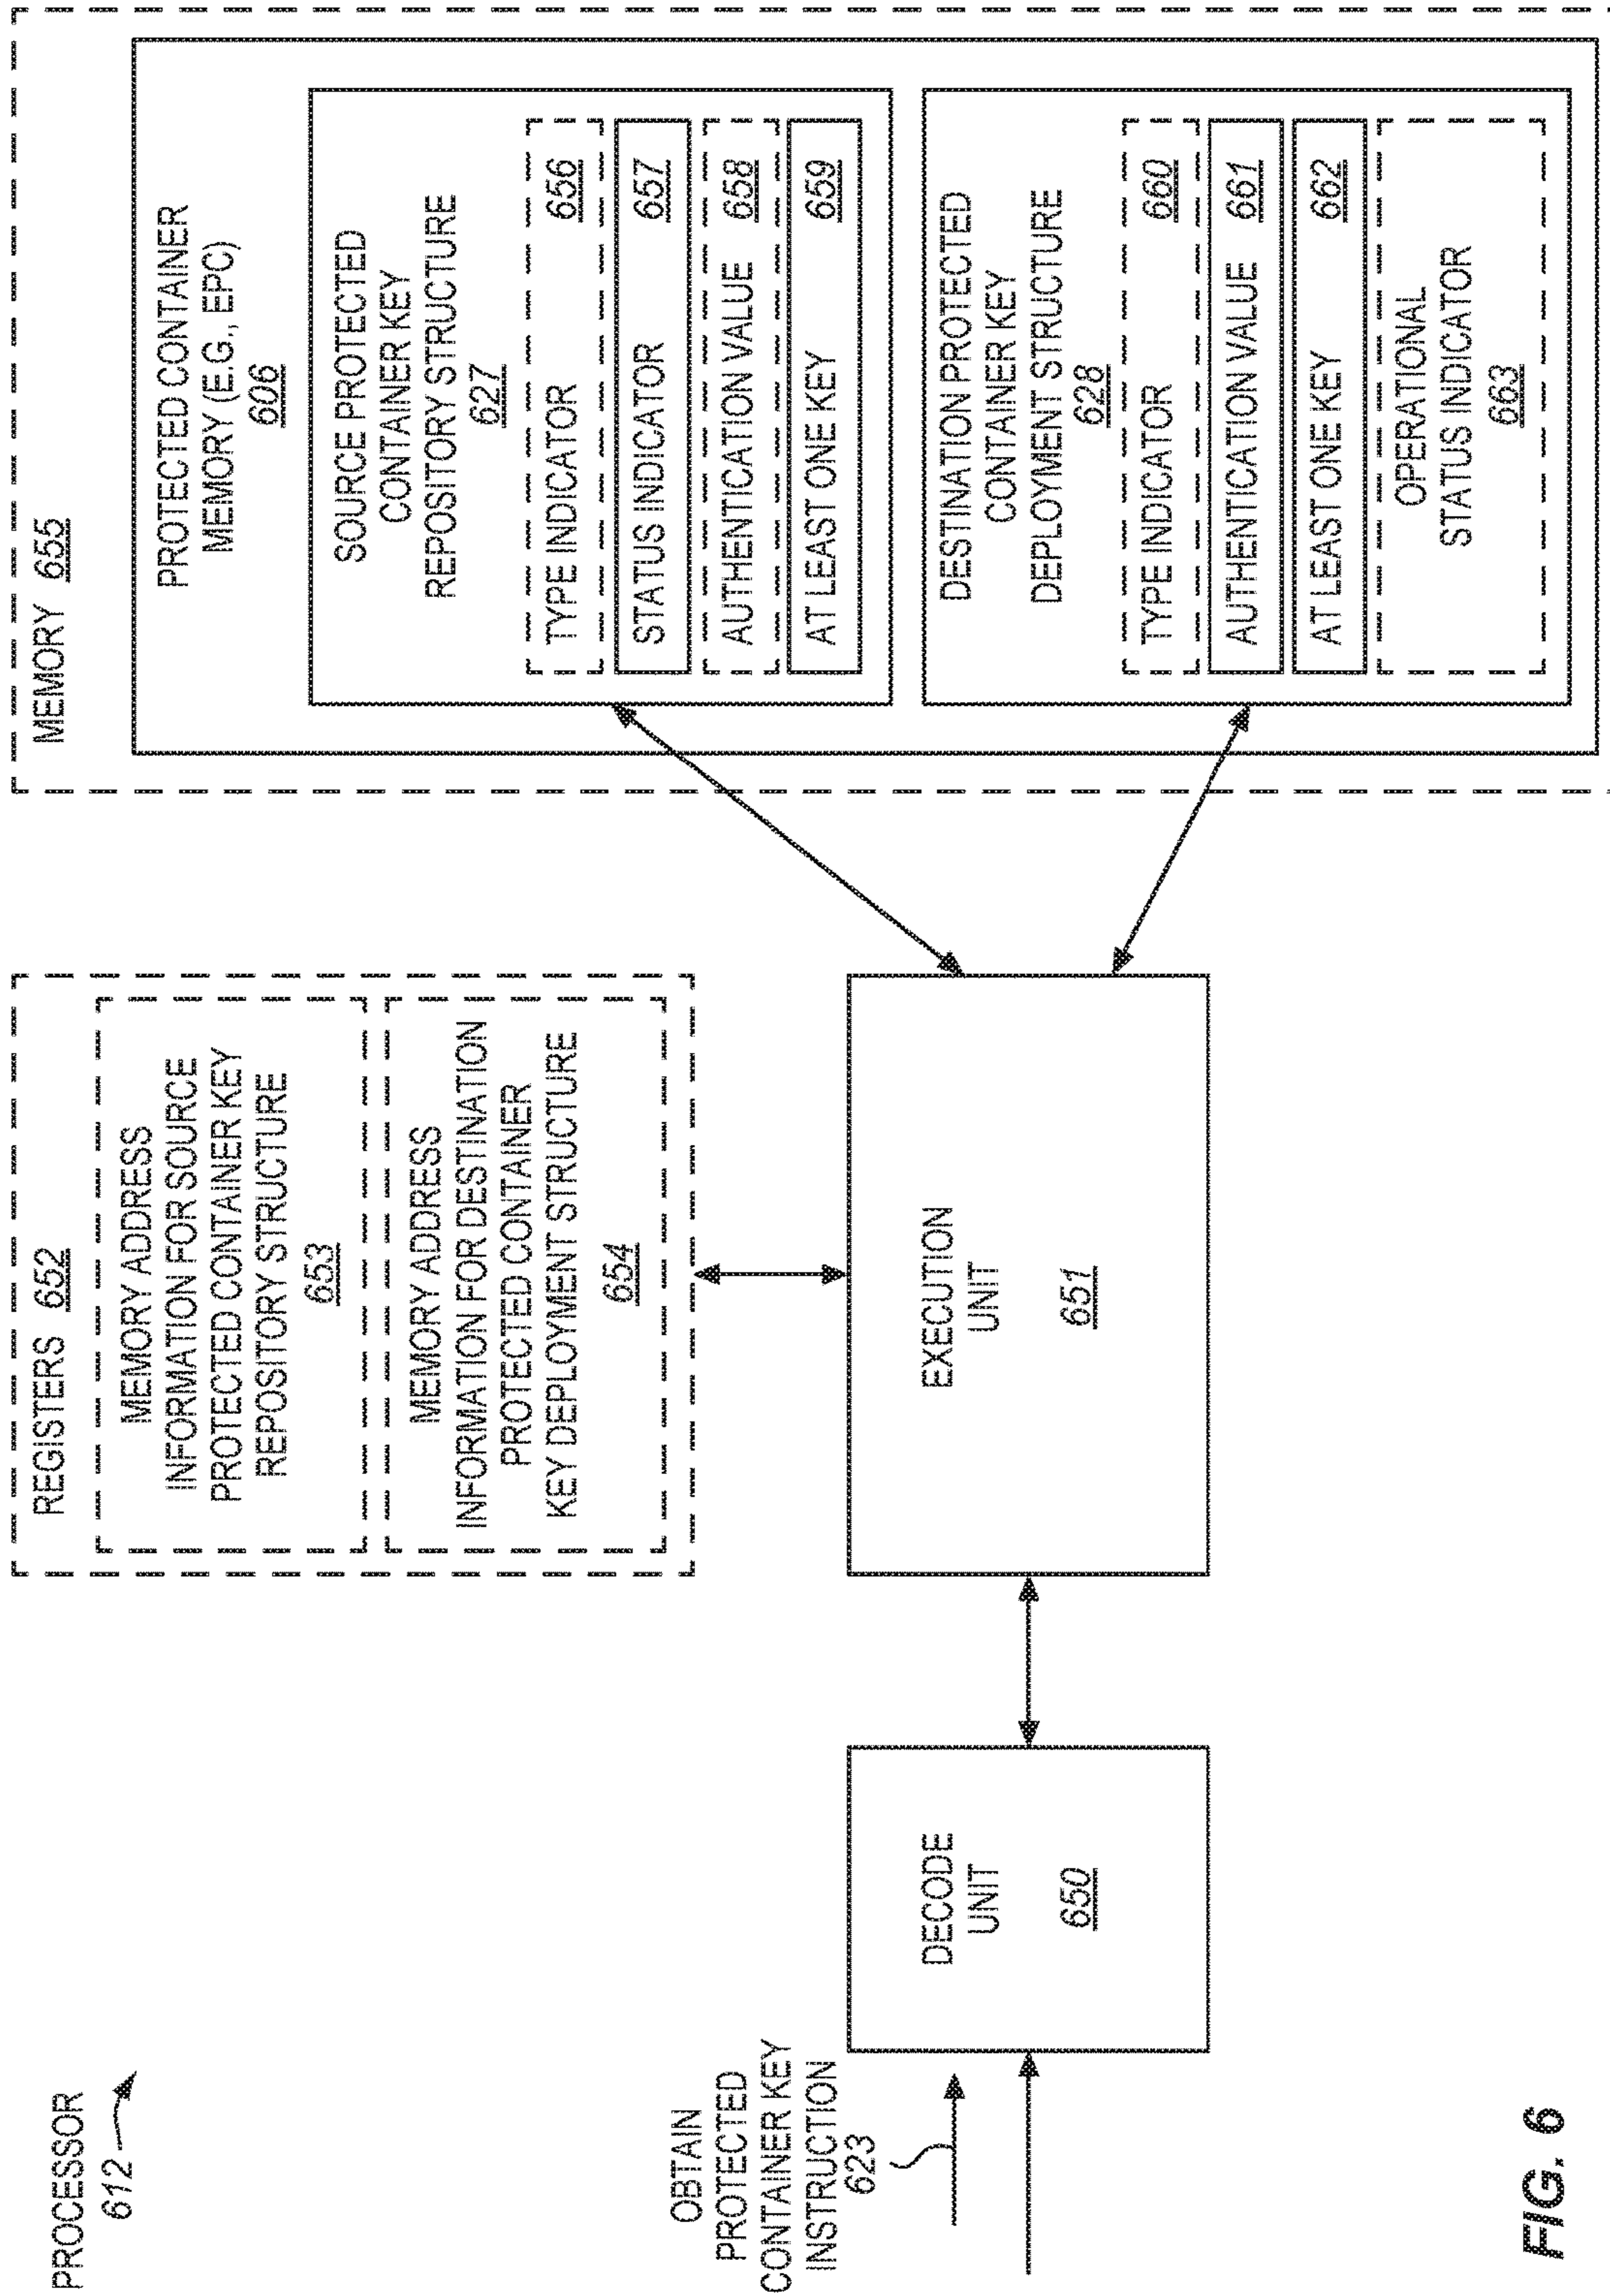 PROCESSOR
612
OBTAIN
PROTECTED
CONTAINER KEY
INSTRUCTION
623
DECODE
UNIT
650
EXECUTION
UNIT
651
REGISTERS 652
MEMORY ADDRESS
INFORMATION FOR SOURCE
PROTECTED CONTAINER KEY
REPOSITORY STRUCTURE
653
MEMORY ADDRESS
INFORMATION FOR DESTINATION
PROTECTED CONTAINER
KEY DEPLOYMENT STRUCTURE
654
MEMORY 655
PROTECTED CONTAINER
MEMORY (E.G., EPC)
606
SOURCE PROTECTED
CONTAINER KEY
REPOSITORY STRUCTURE
627
TYPE INDICATOR 656
STATUS INDICATOR 657
AUTHENTICATION VALUE 658
AT LEAST ONE KEY 659
DESTINATION PROTECTED
CONTAINER KEY
DEPLOYMENT STRUCTURE
628
TYPE INDICATOR 660
AUTHENTICATION VALUE 661
AT LEAST ONE KEY 662
OPERATIONAL
STATUS INDICATOR
663
FIG. 6